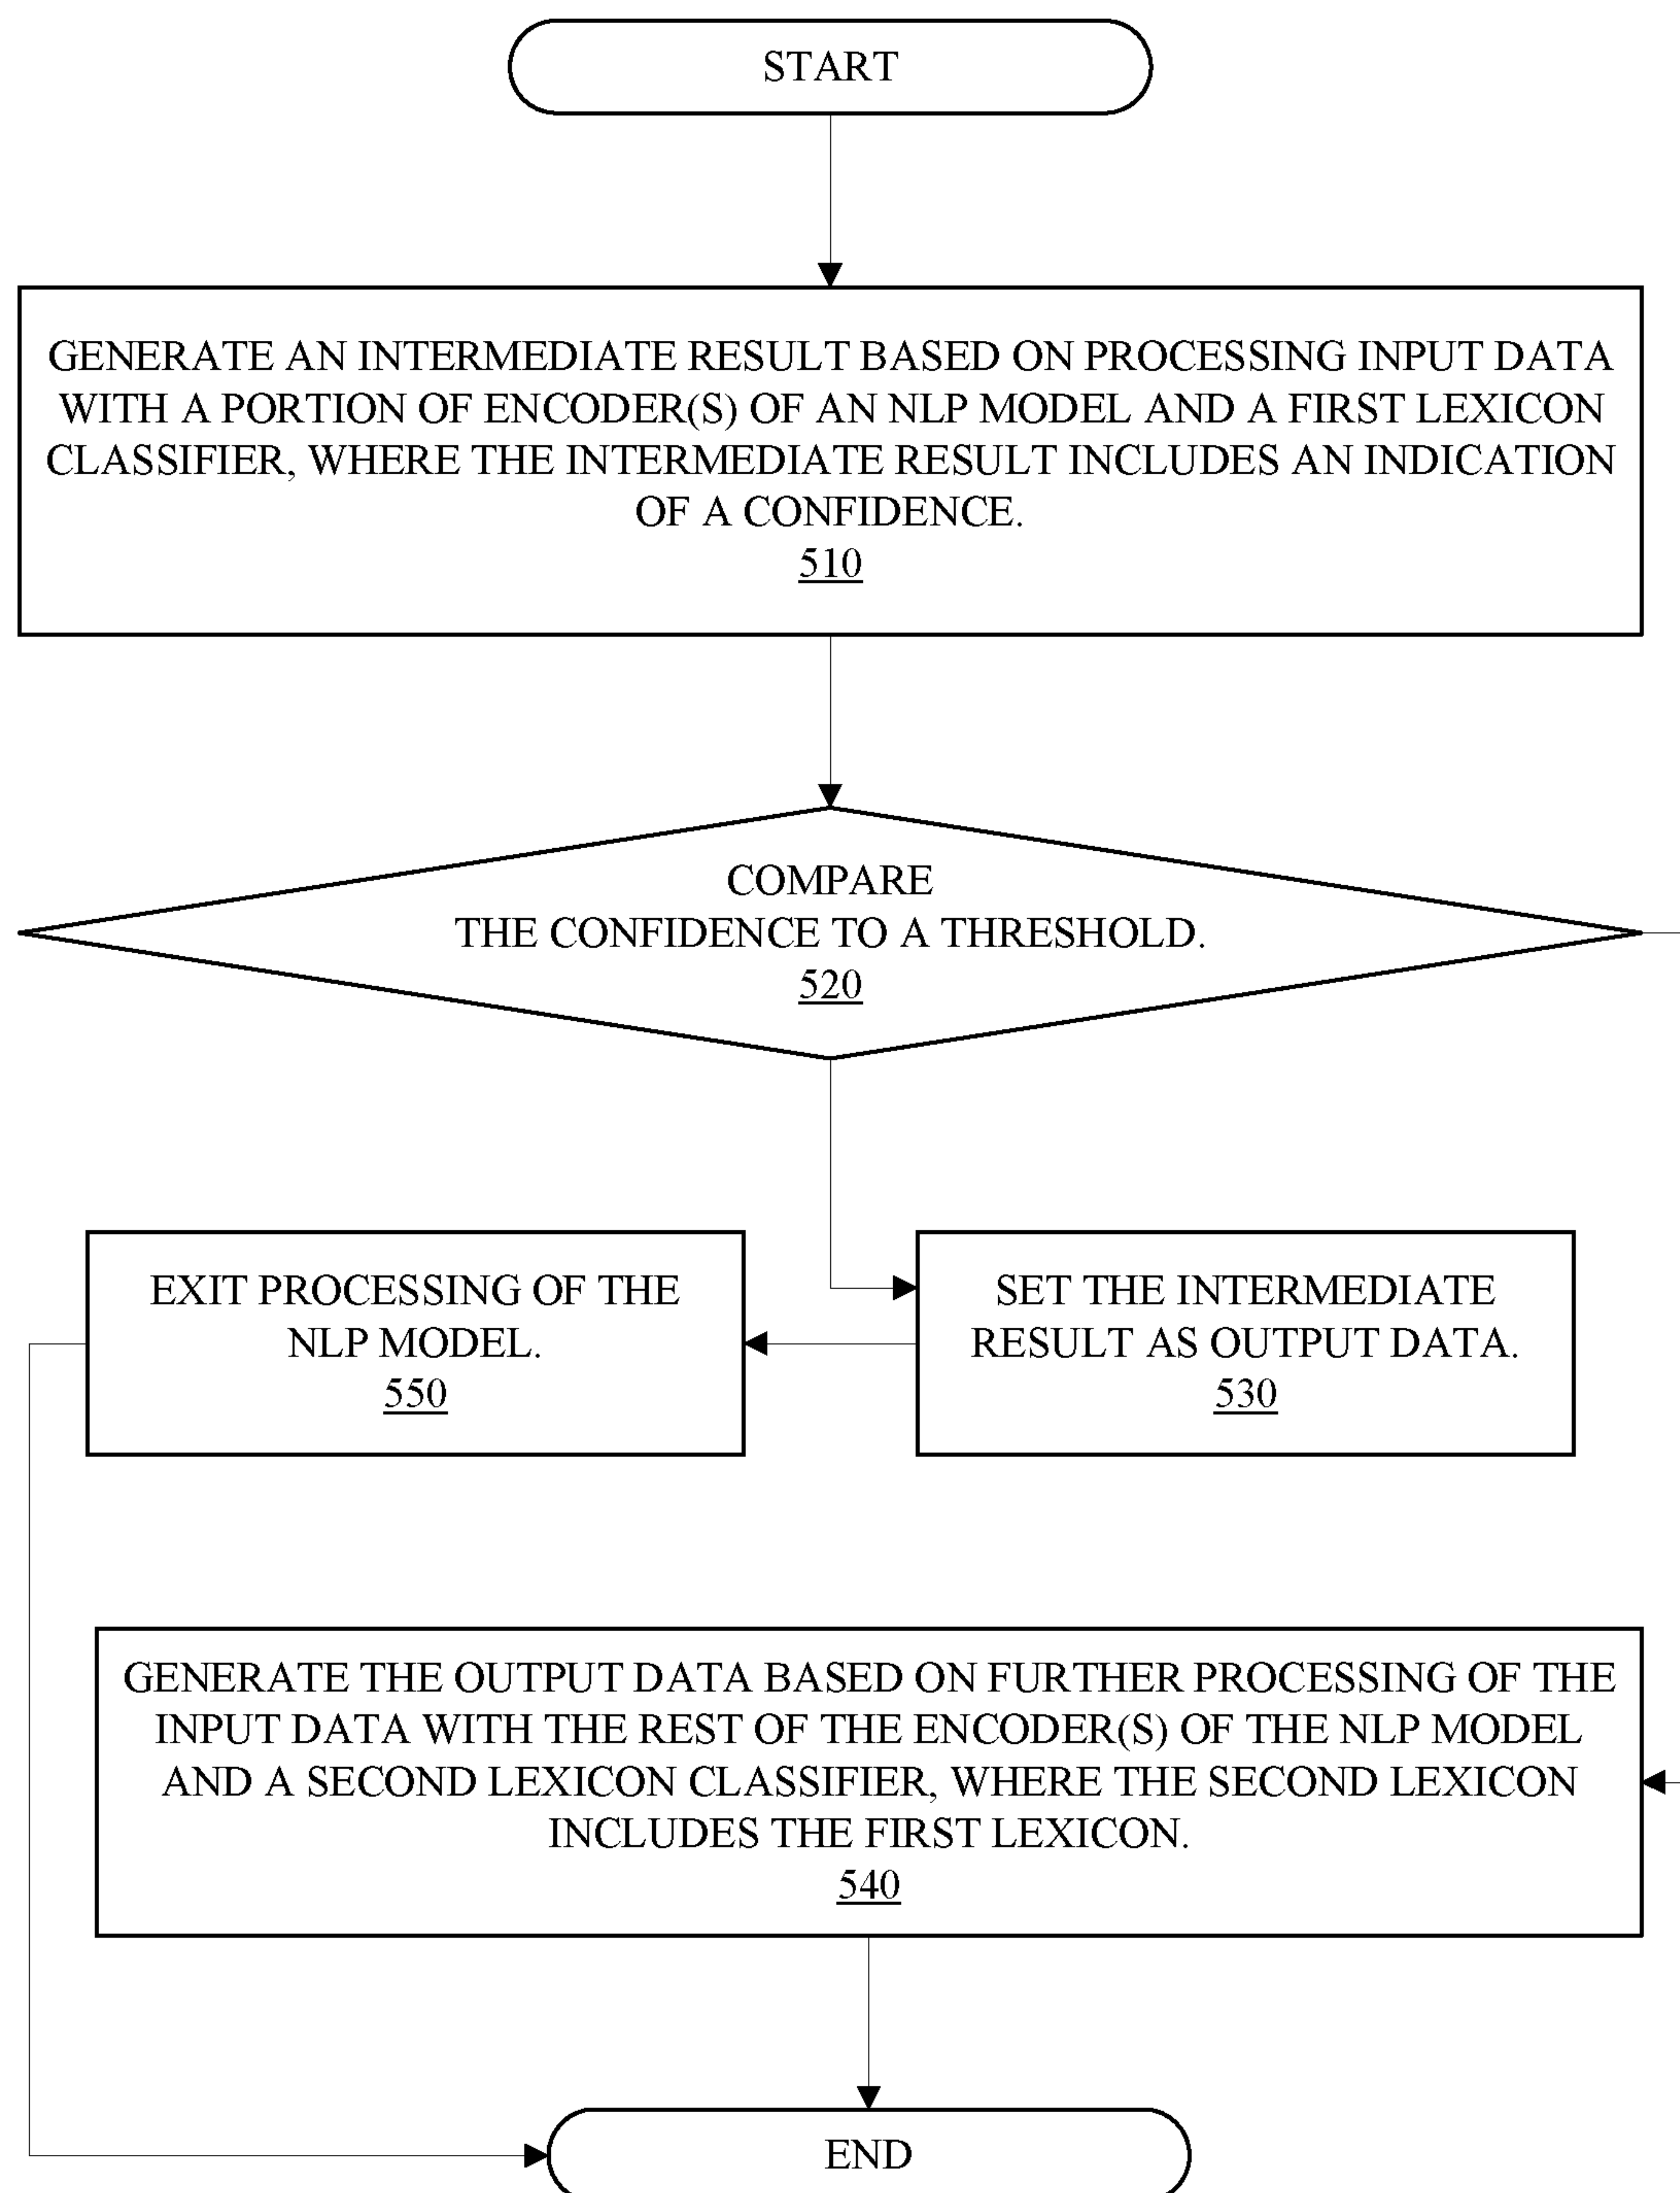 START
GENERATE AN INTERMEDIATE RESULT BASED ON PROCESSING INPUT DATA
WITH A PORTION OF ENCODER(S) OF AN NLP MODEL AND A FIRST LEXICON
CLASSIFIER, WHERE THE INTERMEDIATE RESULT INCLUDES AN INDICATION
OF A CONFIDENCE.
510
COMPARE
THE CONFIDENCE TO A THRESHOLD.
520
EXIT PROCESSING OF THE
NLP MODEL.
550
SET THE INTERMEDIATE
RESULT AS OUTPUT DATA.
530
GENERATE THE OUTPUT DATA BASED ON FURTHER PROCESSING OF THE
INPUT DATA WITH THE REST OF THE ENCODER(S) OF THE NLP MODEL
AND A SECOND LEXICON CLASSIFIER, WHERE THE SECOND LEXICON
INCLUDES THE FIRST LEXICON.
540
END